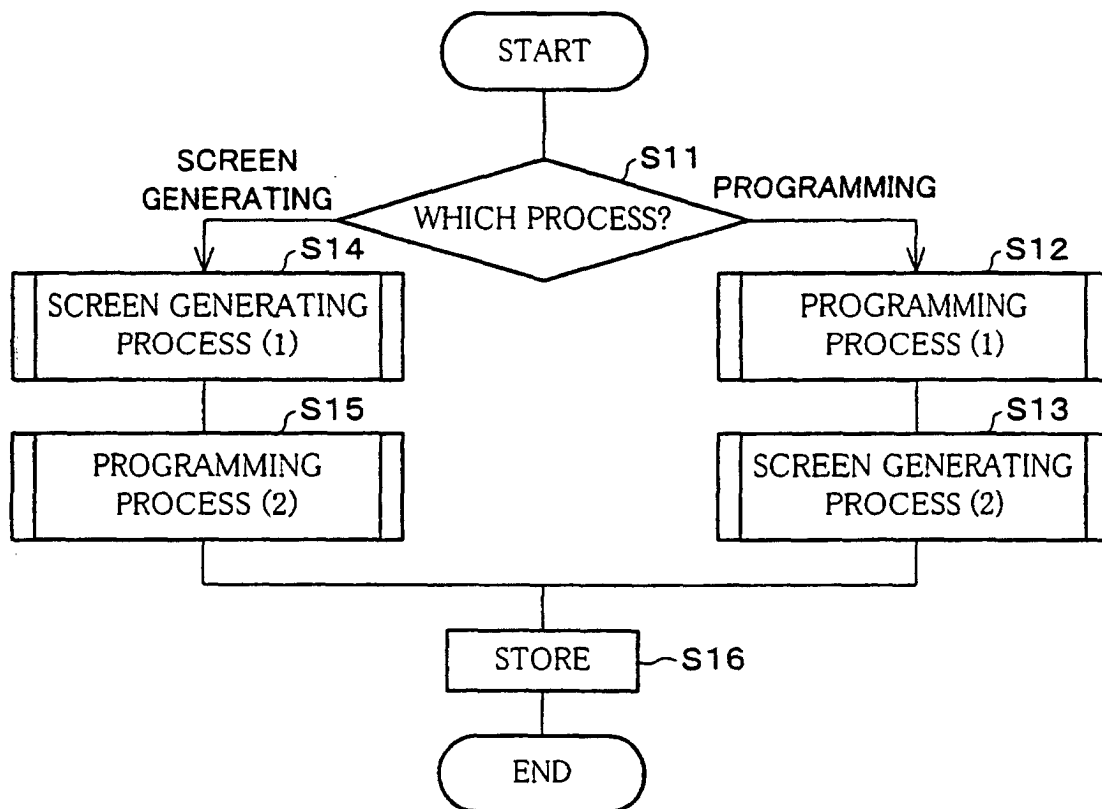 START
S11
SCREEN
GENERATING
WHICH PROCESS?
PROGRAMMING
S14
SCREEN GENERATING
PROCESS (1)
S12
PROGRAMMING
PROCESS (1)
S15
PROGRAMMING
PROCESS (2)
S13
SCREEN GENERATING
PROCESS (2)
STORE
S16
END